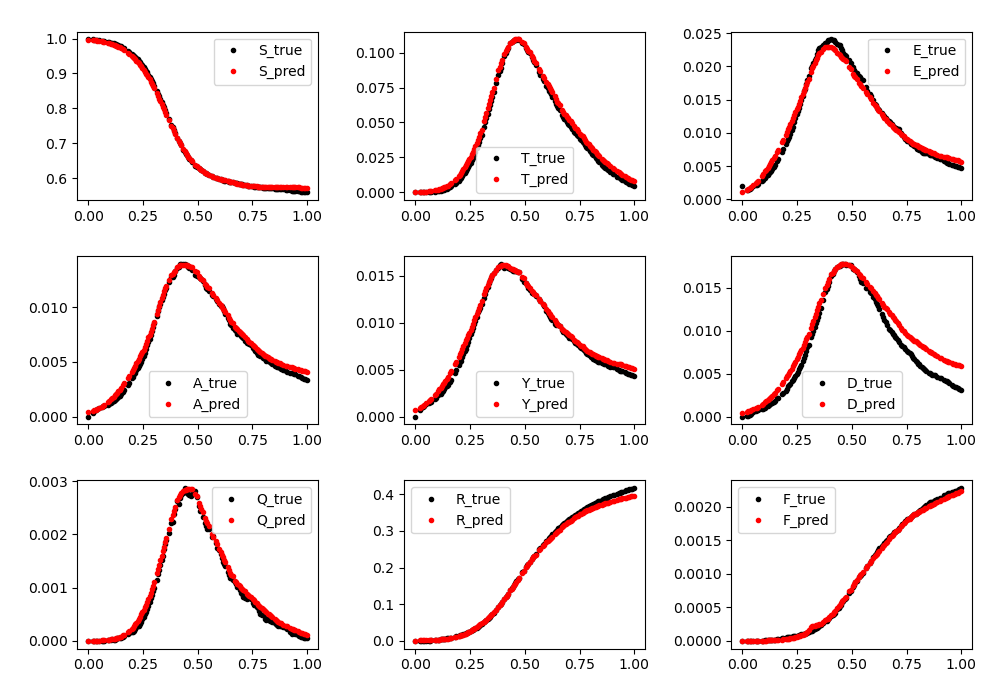 1.0
0.9
0.8
0.7
0.6
0.00 0.25 0.50 0.75 1.00
S_true
S_pred
0.100
0.075
0.050
0.025
0.000
0.00 0.25 0.50 0.75 1.00
T_true
T_pred
0.025
0.020
0.015
0.010
0.005
0.000
0.00 0.25 0.50 0.75 1.00
E_true
E_pred
0.010
0.005
0.000
0.00 0.25 0.50 0.75 1.00
A_true
A_pred
0.015
0.010
0.005
0.000
0.00 0.25 0.50 0.75 1.00
Y_true
Y_pred
0.015
0.010
0.005
0.000
0.00 0.25 0.50 0.75 1.00
D_true
D_pred
0.003
0.002
0.001
0.000
0.00 0.25 0.50 0.75 1.00
Q_true
Q_pred
0.4
0.3
0.2
0.1
0.0
0.00 0.25 0.50 0.75 1.00
R_true
R_pred
0.0020
0.0015
0.0010
0.0005
0.0000
0.00 0.25 0.50 0.75 1.00
F_true
F_pred